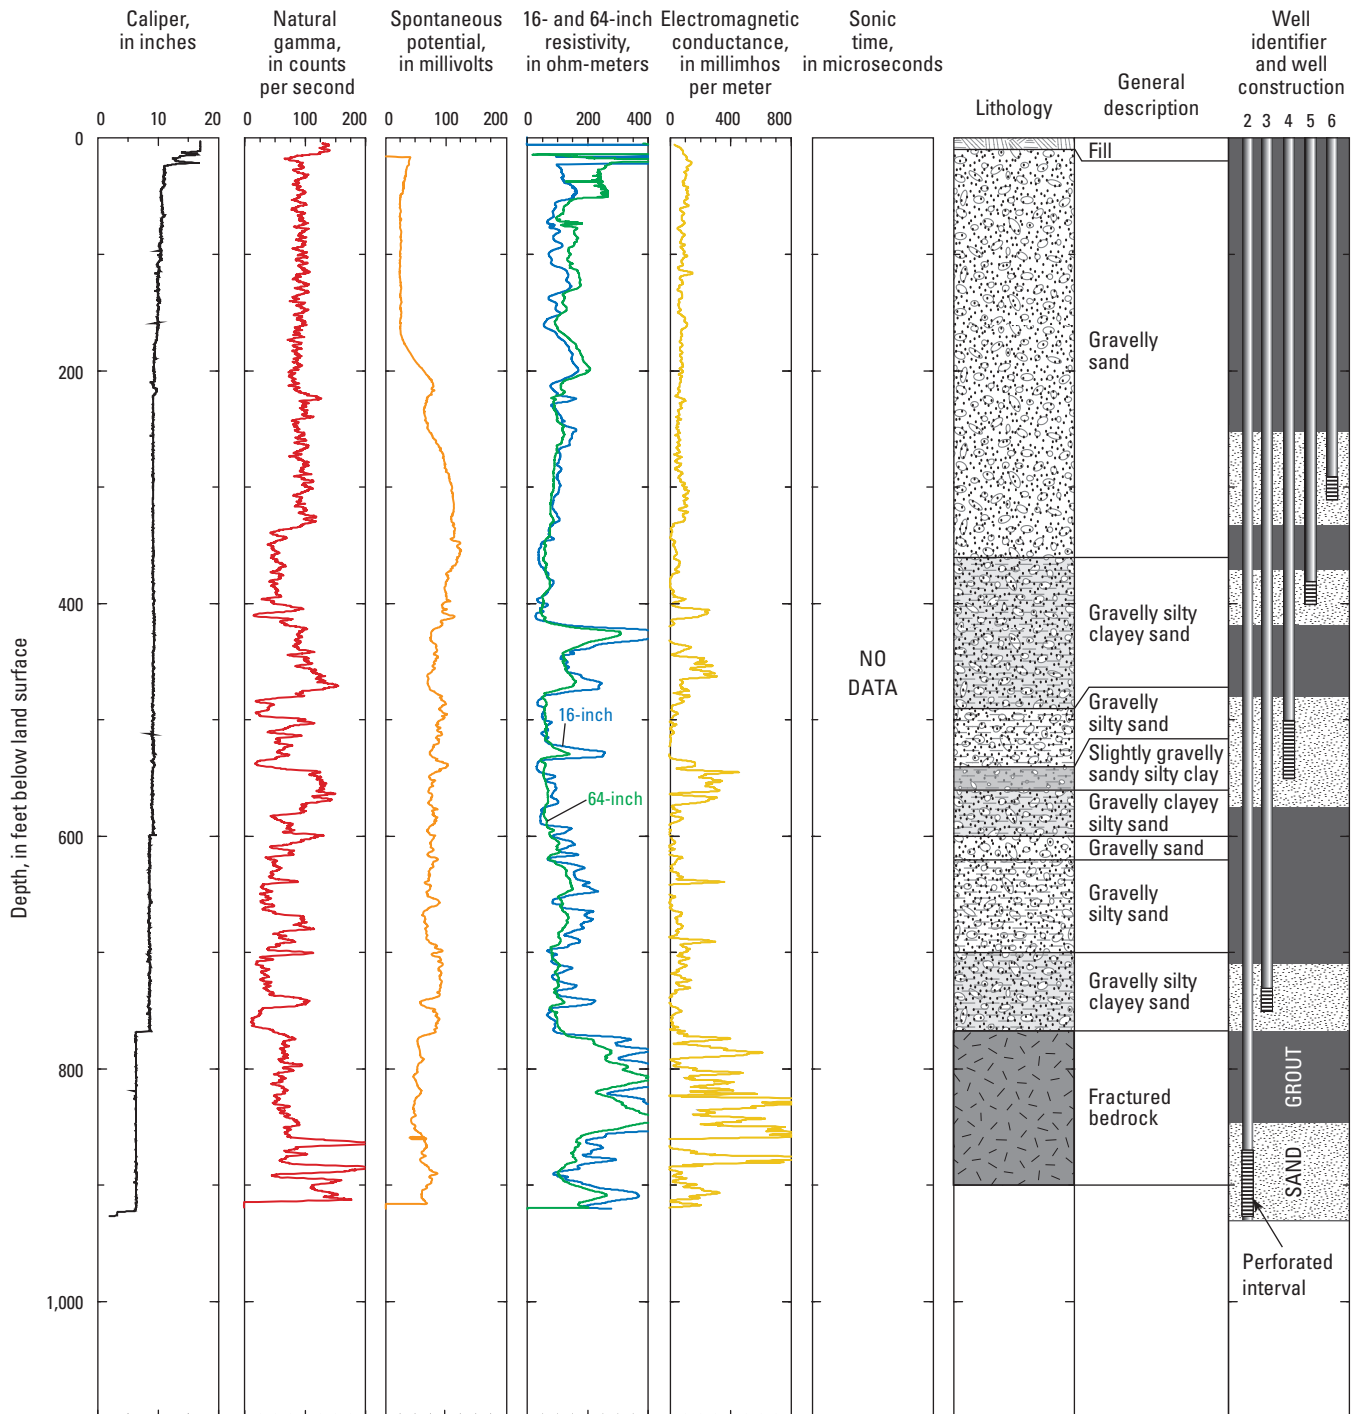 Caliper,
in inches
Natural
gamma,
in counts
per second
Spontaneous
potential,
in millivolts
16- and 64-inch
resistivity,
in ohm-meters
Electromagnetic
conductance,
in millimhos
per meter
Sonic
time,
in microseconds
Lithology
General
description
Well
identifier
and well
construction
0 10 20
0 100 200
0 100 200
0 200 400
0 400 800
2 3 4 5 6
Depth, in feet below land surface
0
200
400
600
800
1,000
16-inch
64-inch
NO
DATA
Fill
Gravelly
sand
Gravelly silty
clayey sand
Gravelly
silty sand
Slightly gravelly
sandy silty clay
Gravelly clayey
silty sand
Gravelly sand
Gravelly
silty sand
Gravelly silty
clayey sand
Fractured
bedrock
GROUT
SAND
Perforated
interval